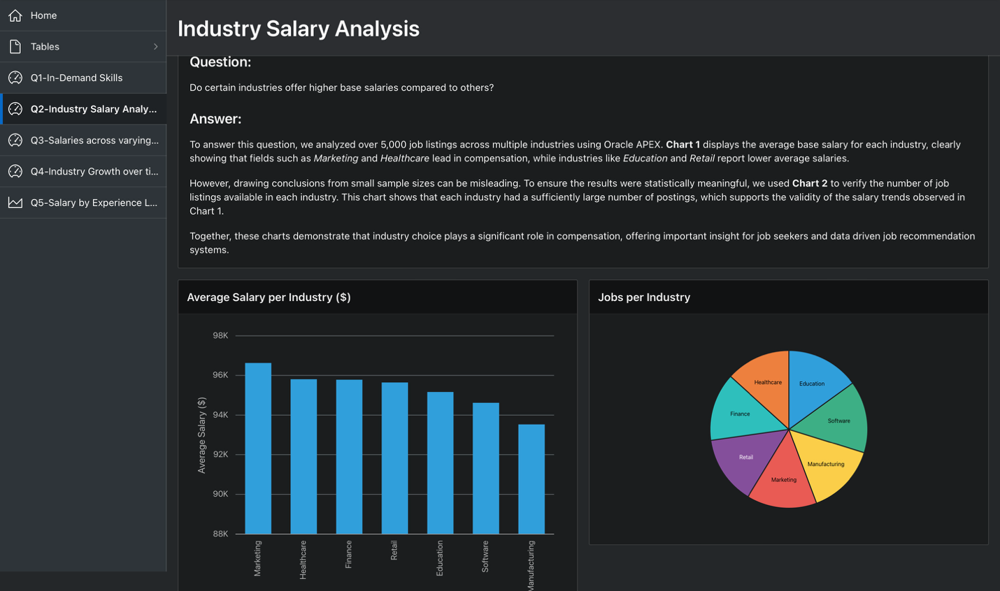 Home
Tables
Q1-In-Demand Skills
Q2-Industry Salary Analy...
Q3-Salaries across varying...
Q4-Industry Growth over ti...
Q5-Salary by Experience L...
Industry Salary Analysis
Question:
Do certain industries offer higher base salaries compared to others?
Answer:
To answer this question, we analyzed over 5,000 job listings across multiple industries using Oracle APEX. Chart 1 displays the average base salary for each industry, clearly
showing that fields such as Marketing and Healthcare lead in compensation, while industries like Education and Retail report lower average salaries.
However, drawing conclusions from small sample sizes can be misleading. To ensure the results were statistically meaningful, we used Chart 2 to verify the number of job
listings available in each industry. This chart shows that each industry had a sufficiently large number of postings, which supports the validity of the salary trends observed in
Chart 1.
Together, these charts demonstrate that industry choice plays a significant role in compensation, offering important insight for job seekers and data driven job recommendation
systems.
Average Salary per Industry ($)
98K
96K
94K
92K
90K
88K
Average Salary ($)
Marketing
Healthcare
Finance
Retail
Education
Software
Manufacturing
Jobs per Industry
Healthcare
Education
Finance
Software
Retail
Manufacturing
Marketing